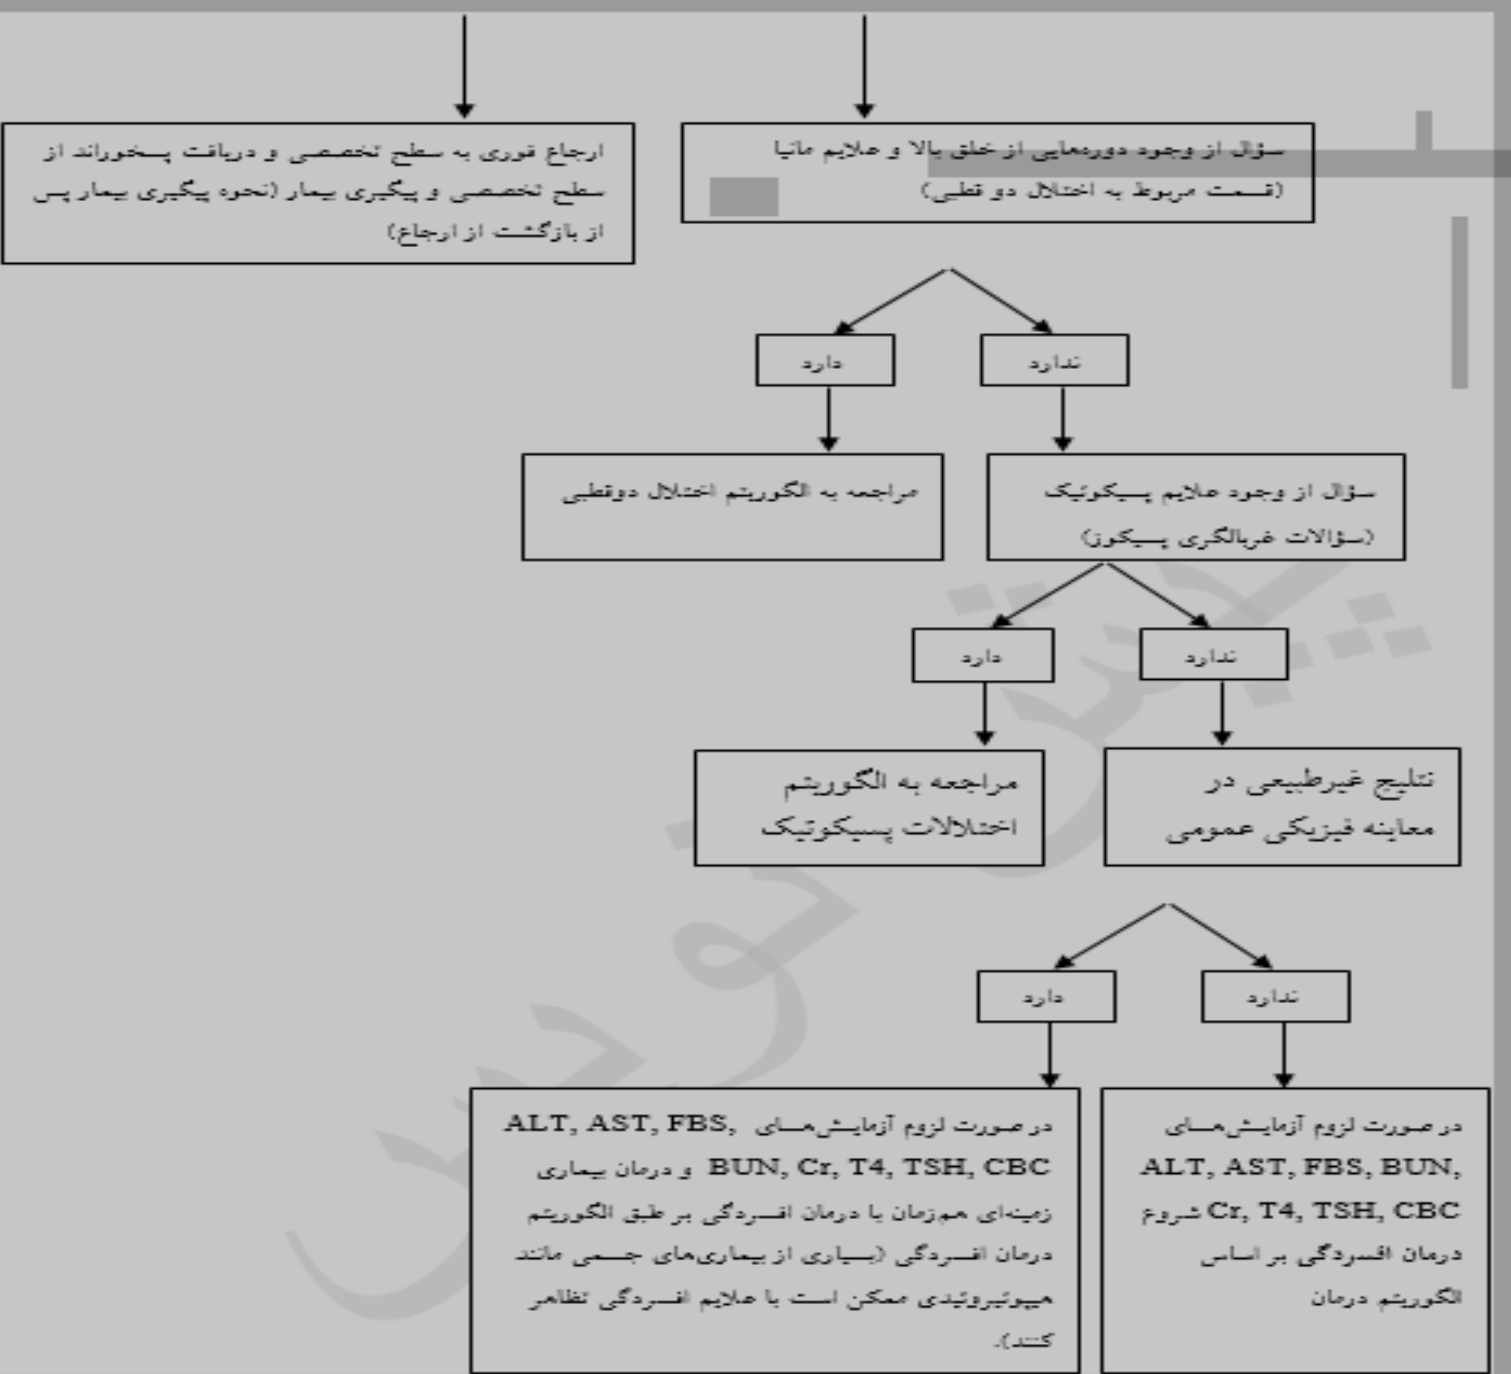 سؤال از وجود دوره‌هایی از خلق بالا و علایم مانیا
(قسمت مربوط به اختلال دو قطبی)
ارجاع فوری به سطح تخصصی و دریافت پسخوراند از
سطح تخصصی و پیگیری بیمار (نحوه پیگیری بیمار پس
از بازگشت از ارجاع)
ندارد
دارد
سؤال از وجود علایم پسیکوتیک
(سؤالات غربالگری پسیکوز)
مراجعه به الگوریتم اختلال دوقطبی
ندارد
دارد
نتایج غیرطبیعی در
معاینه فیزیکی عمومی
مراجعه به الگوریتم
اختلالات پسیکوتیک
ندارد
دارد
در صورت لزوم آزمایش‌های
ALT, AST, FBS, BUN,
Cr, T4, TSH, CBC شروع
درمان افسردگی بر اساس
الگوریتم درمان
در صورت لزوم آزمایش‌های ALT, AST, FBS,
BUN, Cr, T4, TSH, CBC و درمان بیماری
زمینه‌ای هم‌زمان با درمان افسردگی بر طبق الگوریتم
درمان افسردگی (بسیاری از بیماری‌های جسمی مانند
هیپوتیروئیدی ممکن است با علایم افسردگی تظاهر
کنند).
پیش نویس